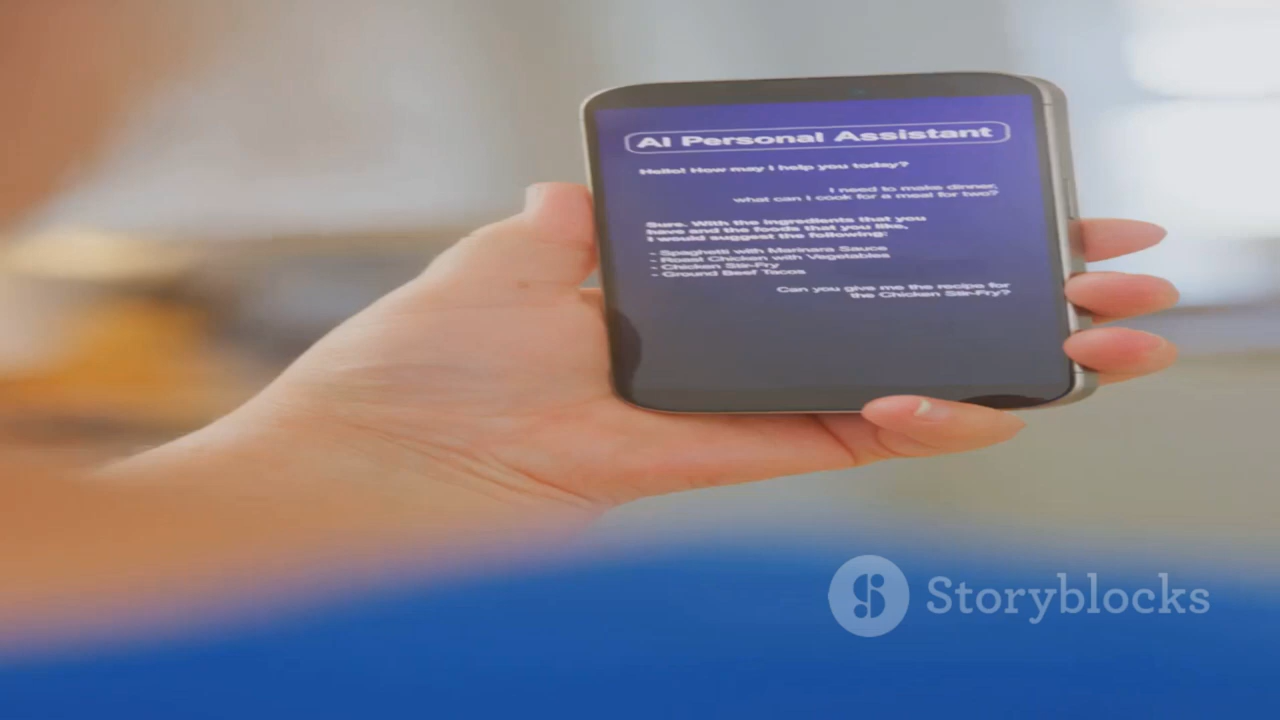 AI Personal Assistant
Hello! How may I help you today?
I need to make dinner,
what can I cook for a meal for two?
Sure. With the ingredients that you
have and the foods that you like,
I would suggest the following:
- Spaghetti with Marinara Sauce
- Roast Chicken with Vegetables
- Chicken Stir-Fry
- Ground Beef Tacos
Can you give me the recipe for
the Chicken Stir-Fry?
Storyblocks